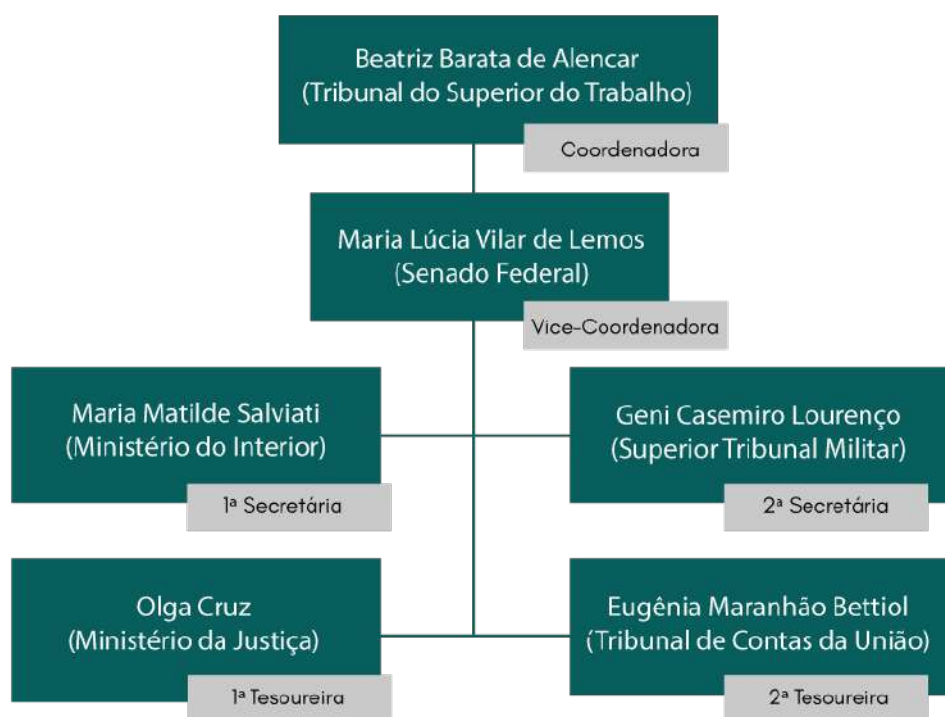 Beatriz Barata de Alencar
(Tribunal do Superior do Trabalho)
Coordenadora
Maria Lúcia Vilar de Lemos
(Senado Federal)
Vice-Coordenadora
Maria Matilde Salviati
(Ministério do Interior)
1ª Secretária
Geni Casemiro Lourenço
(Superior Tribunal Militar)
2ª Secretária
Olga Cruz
(Ministério da Justiça)
1ª Tesoureira
Eugênia Maranhão Bettiol
(Tribunal de Contas da União)
2ª Tesoureira